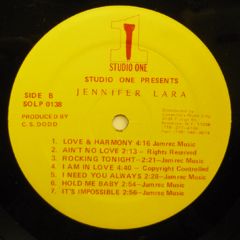 1
STUDIO ONE
STUDIO ONE PRESENTS
JENNIFER LARA
SIDE B
SOLP 0138
PRODUCED BY
C. S. DODD
1. LOVE & HARMONY 4:16 Jamrec Music
2. AIN'T NO LOVE 2:13 - Rights Reserved
3. ROCKING TONIGHT-2:21-Jamrec Music
4. I AM IN LOVE 4:40 - Copyright Controlled
5. I NEED YOU ALWAYS 2:20-Jamrec Music
6. HOLD ME BABY 2:54-Jamrec Music
7. IT'S IMPOSSIBLE 2:56-Jamrec Music